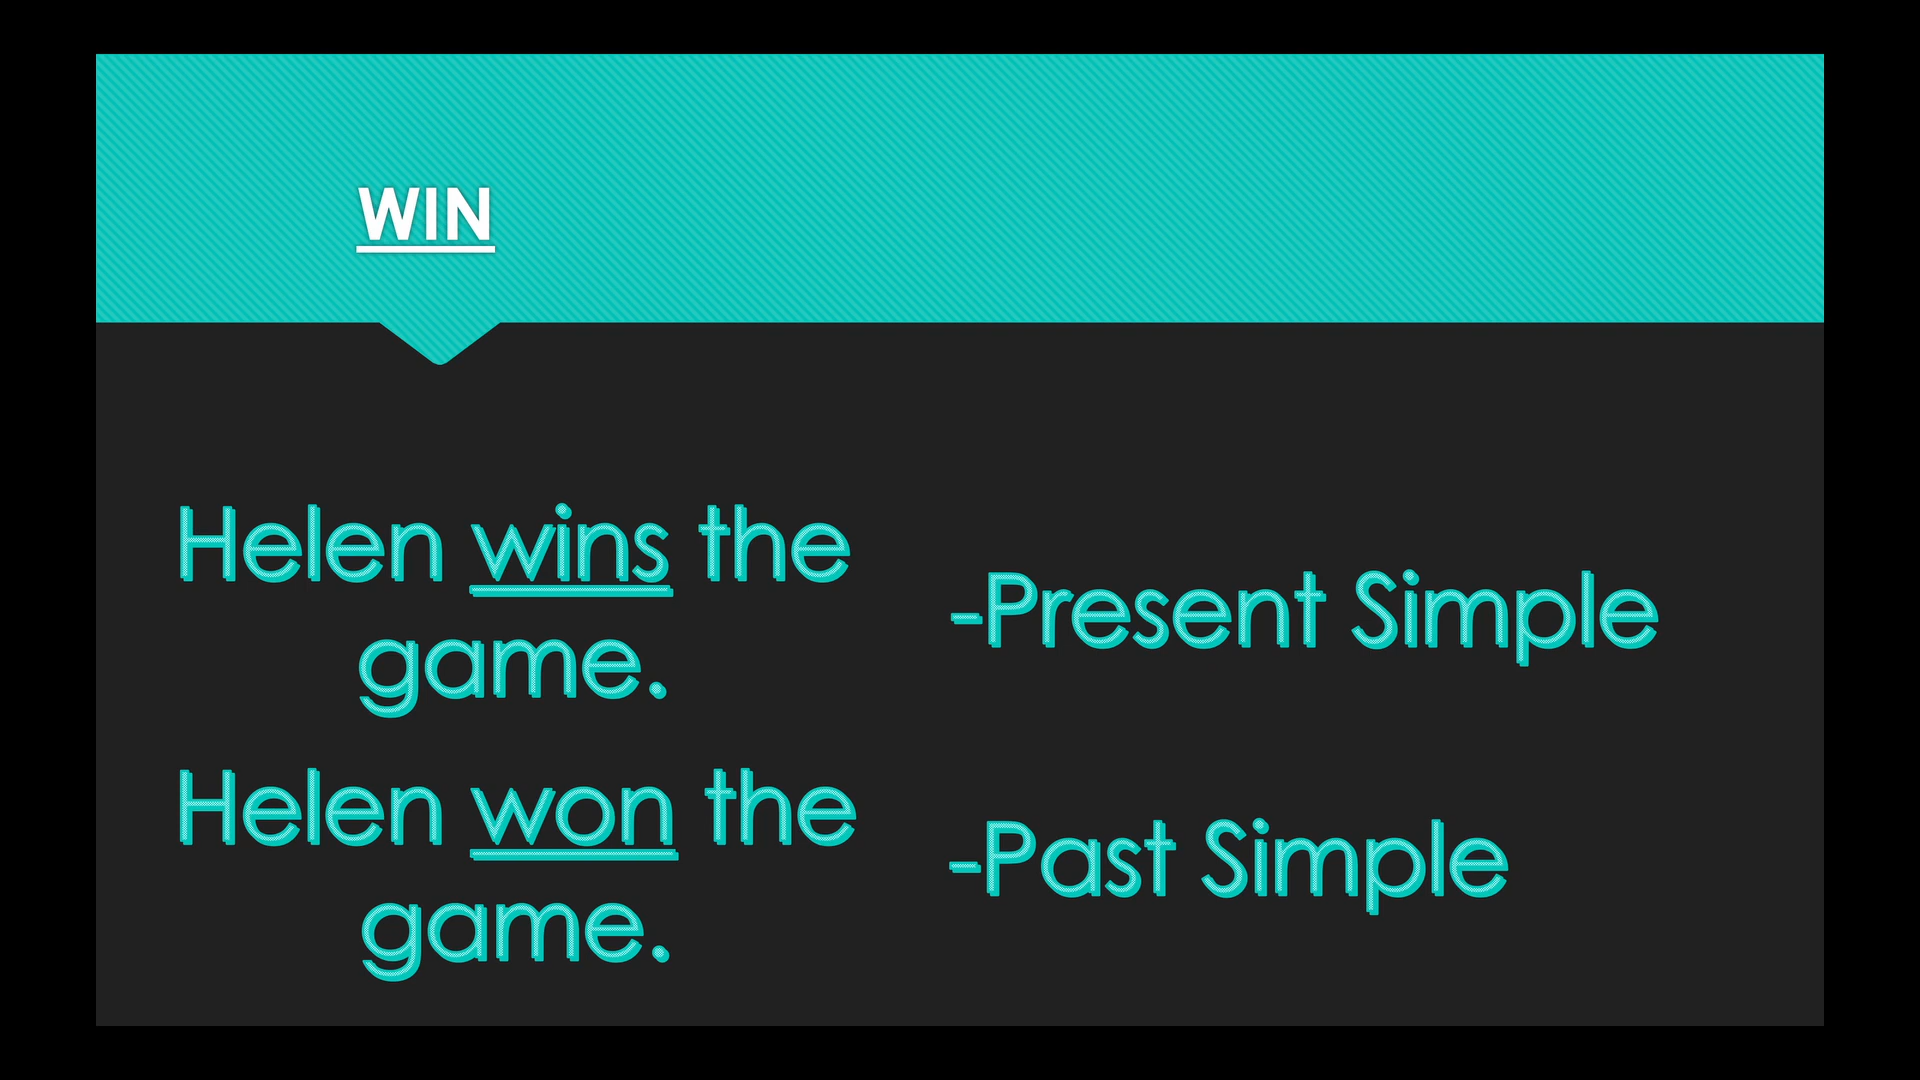 WIN
Helen wins the
game.
-Present Simple
Helen won the
game.
-Past Simple